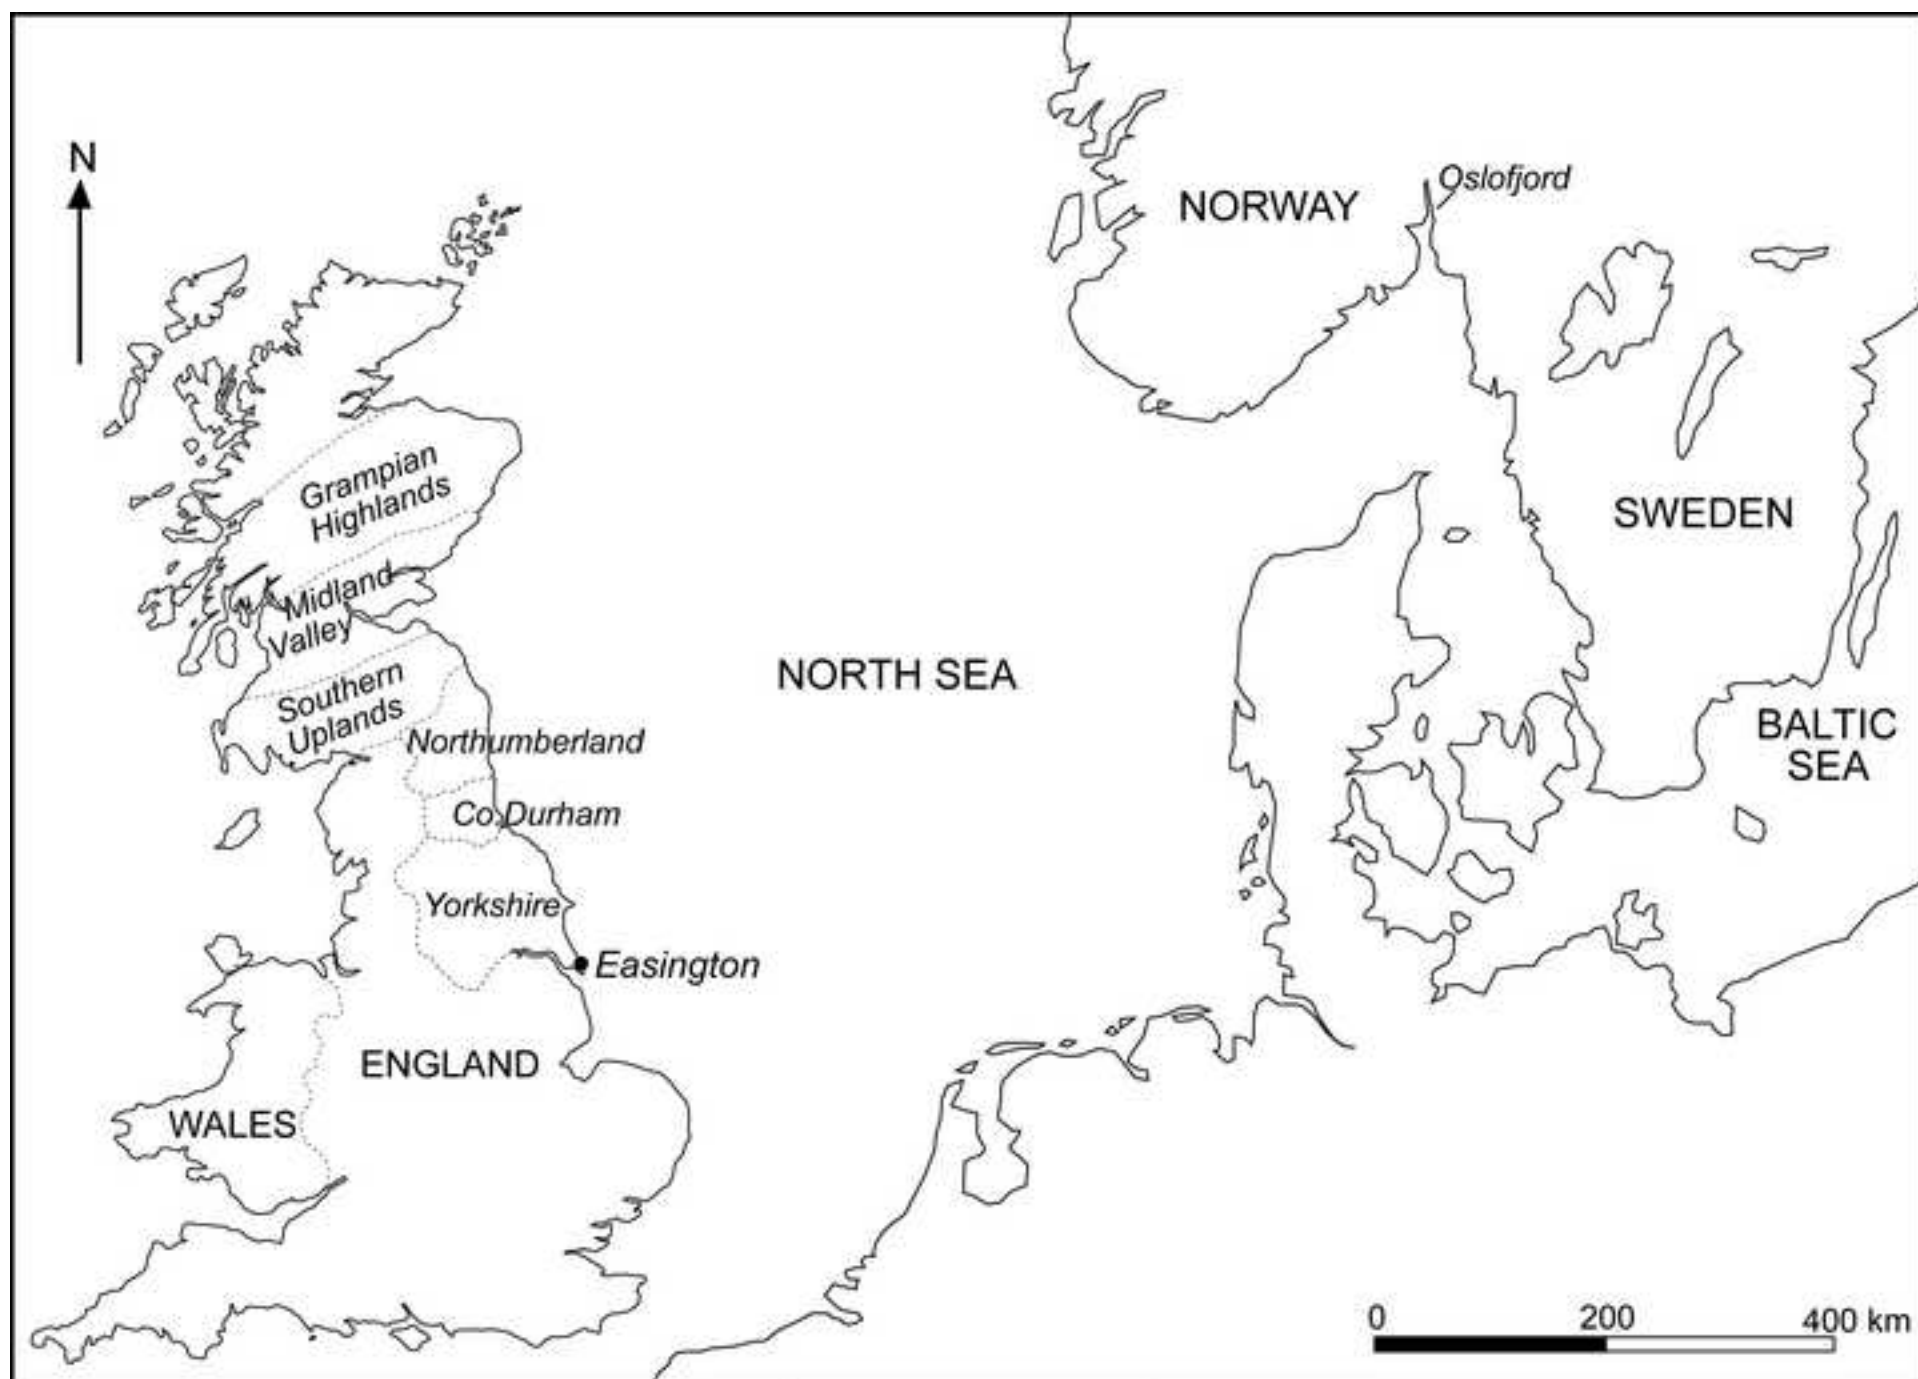 N
Oslofjord
NORWAY
Grampian
Highlands
SWEDEN
Midland
Valley
NORTH SEA
Southern
Uplands
Northumberland
BALTIC
SEA
Co.Durham
Yorkshire
Easington
ENGLAND
WALES
0 200 400 km